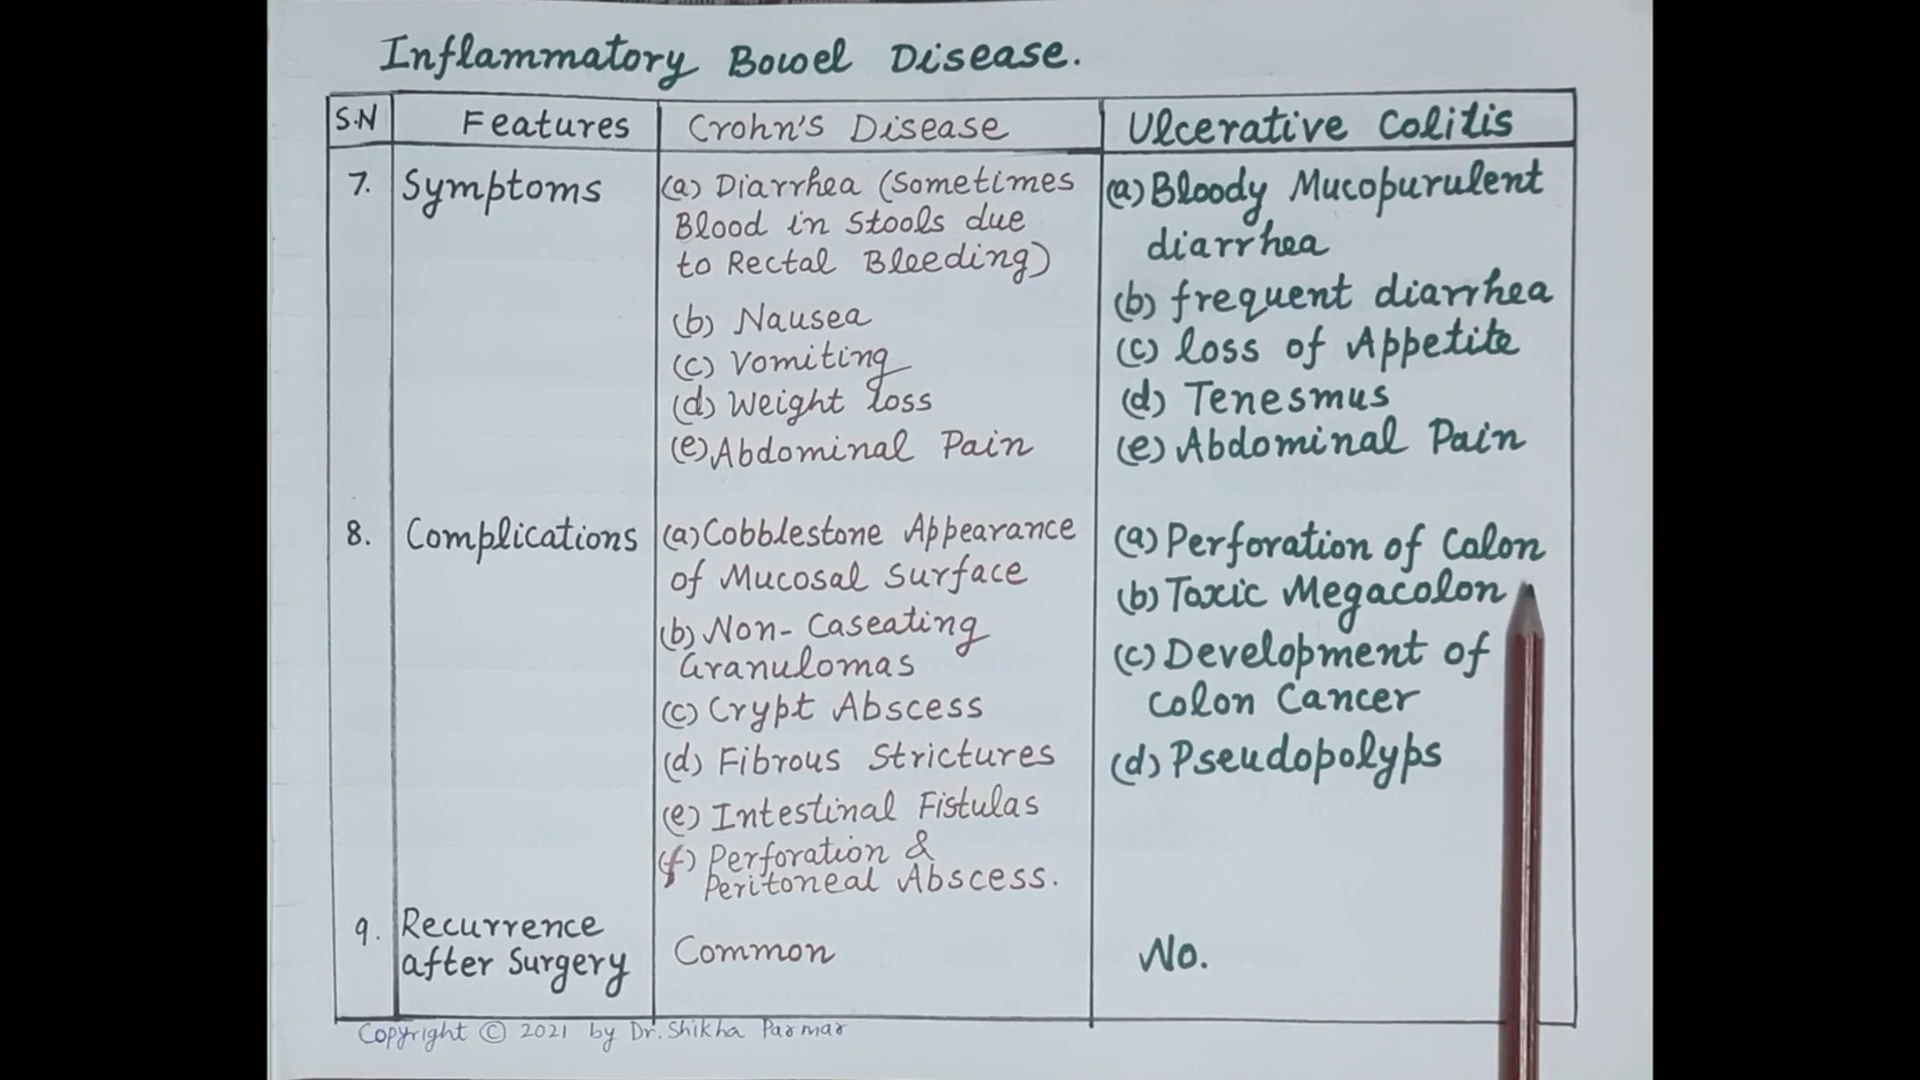 Inflammatory Bowel Disease.
S.N Features Crohn's Disease Ulcerative Colitis
7. Symptoms
(a) Diarrhea (Sometimes
Blood in Stools due
to Rectal Bleeding)
(b) Nausea
(c) Vomiting
(d) Weight loss
(e) Abdominal Pain
(a) Bloody Mucopurulent
diarrhea
(b) frequent diarrhea
(c) loss of Appetite
(d) Tenesmus
(e) Abdominal Pain
8. Complications
(a) Cobblestone Appearance
of Mucosal Surface
(b) Non-Caseating
Granulomas
(c) Crypt Abscess
(d) Fibrous Strictures
(e) Intestinal Fistulas
(f) Perforation &
Peritoneal Abscess.
(a) Perforation of Colon
(b) Toxic Megacolon
(c) Development of
Colon Cancer
(d) Pseudopolyps
9. Recurrence
after Surgery
Common
No.
Copyright © 2021 by Dr. Shikha Parmar